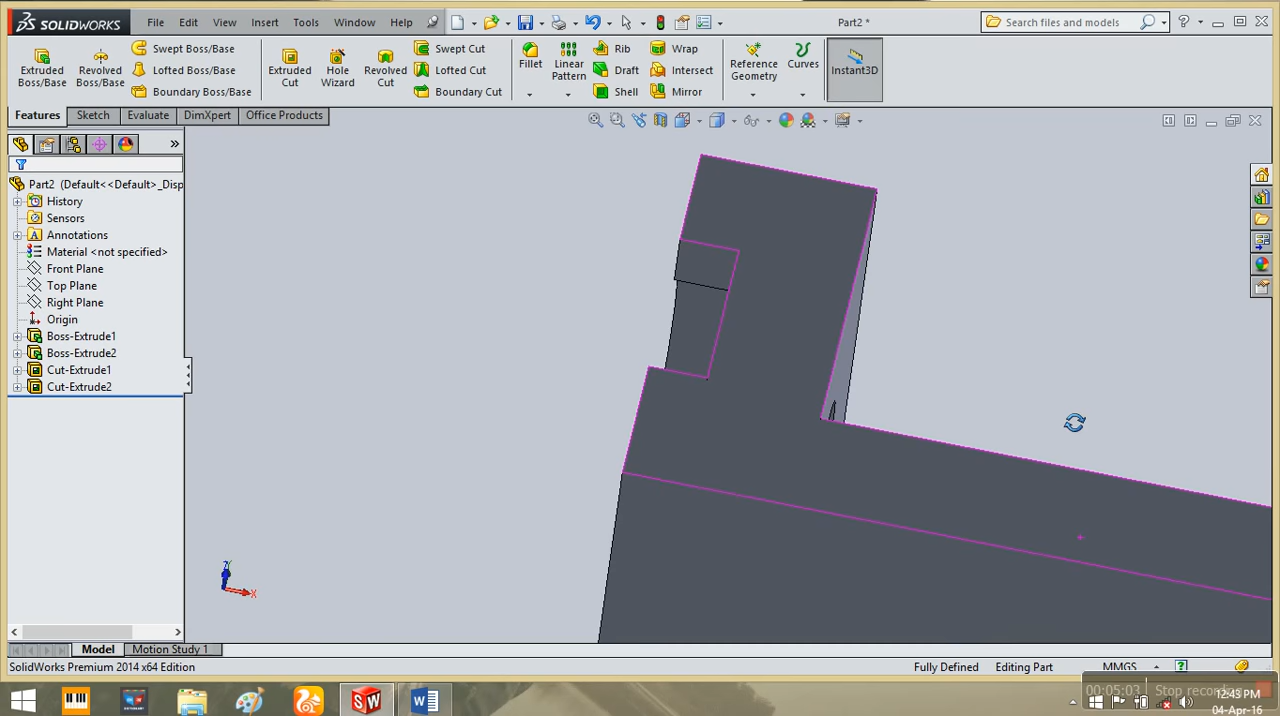 SOLIDWORKS File Edit View Insert Tools Window Help Part2 * Search files and models ?
Extruded Boss/Base Revolved Boss/Base Swept Boss/Base Lofted Boss/Base Boundary Boss/Base Extruded Cut Hole Wizard Revolved Cut Swept Cut Lofted Cut Boundary Cut Fillet Linear Pattern Rib Draft Shell Wrap Intersect Mirror Reference Geometry Curves Instant3D
Features Sketch Evaluate DimXpert Office Products
Part2 (Default<<Default>_Disp
History
Sensors
Annotations
Material <not specified>
Front Plane
Top Plane
Right Plane
Origin
Boss-Extrude1
Boss-Extrude2
Cut-Extrude1
Cut-Extrude2
X
Model Motion Study 1
SolidWorks Premium 2014 x64 Edition Fully Defined Editing Part MMGS
00:05:03 Stop recording 12:43 PM
04-Apr-16